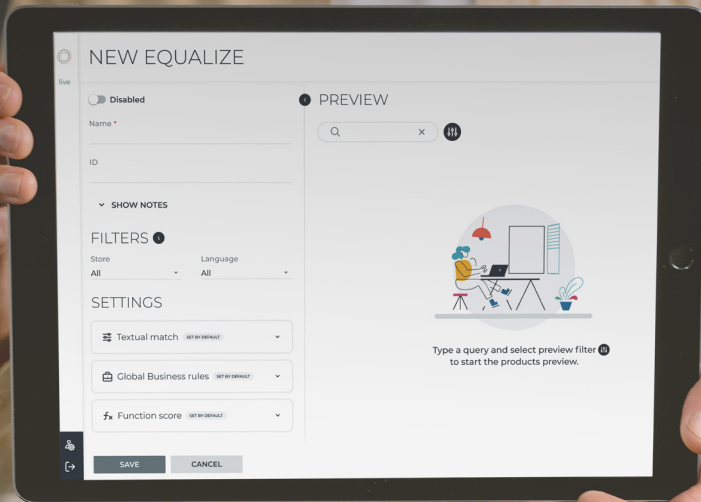 NEW EQUALIZE
live
Disabled
Name *
ID
SHOW NOTES
FILTERS
Store
Language
All
All
SETTINGS
Textual match SET BY DEFAULT
Global Business rules SET BY DEFAULT
Function score SET BY DEFAULT
SAVE
CANCEL
PREVIEW
Type a query and select preview filter
to start the products preview.